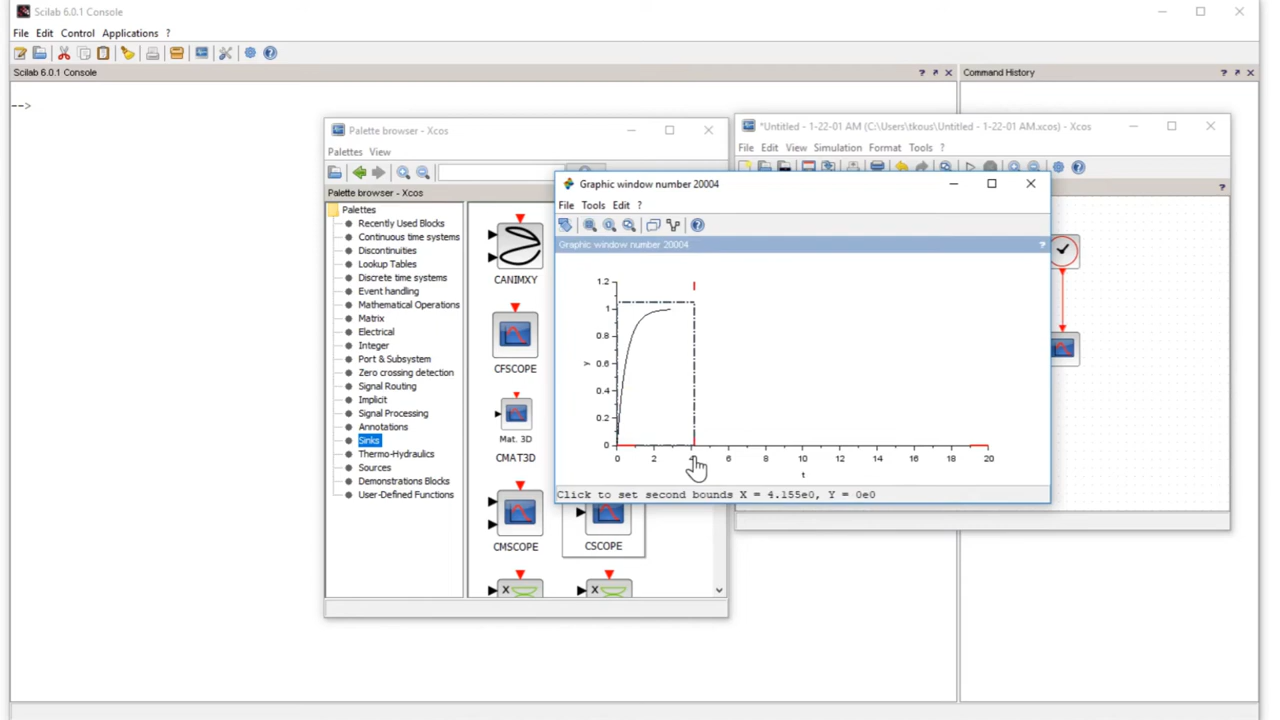 Scilab 6.0.1 Console
File Edit Control Applications ?
Scilab 6.0.1 Console ? Command History ?
-->
Palette browser - Xcos
Palettes View
Palette browser - Xcos
Palettes
Recently Used Blocks
Continuous time systems
Discontinuities
Lookup Tables
Discrete time systems
Event handling
Mathematical Operations
Matrix
Electrical
Integer
Port & Subsystem
Zero crossing detection
Signal Routing
Implicit
Signal Processing
Annotations
Sinks
Thermo-Hydraulics
Sources
Demonstrations Blocks
User-Defined Functions
CANIMXY
CFSCOPE
Mat. 3D
CMAT3D
CMSCOPE CSCOPE
X X
*Untitled - 1-22-01 AM (C:\Users\tkous\Untitled - 1-22-01 AM.xcos) - Xcos
File Edit View Simulation Format Tools ?
?
Graphic window number 20004
File Tools Edit ?
Graphic window number 20004 ?
1.2
1
0.8
y
0.6
0.4
0.2
0
0 2 4 6 8 10 12 14 16 18 20
t
Click to set second bounds X = 4.155e0, Y = 0e0